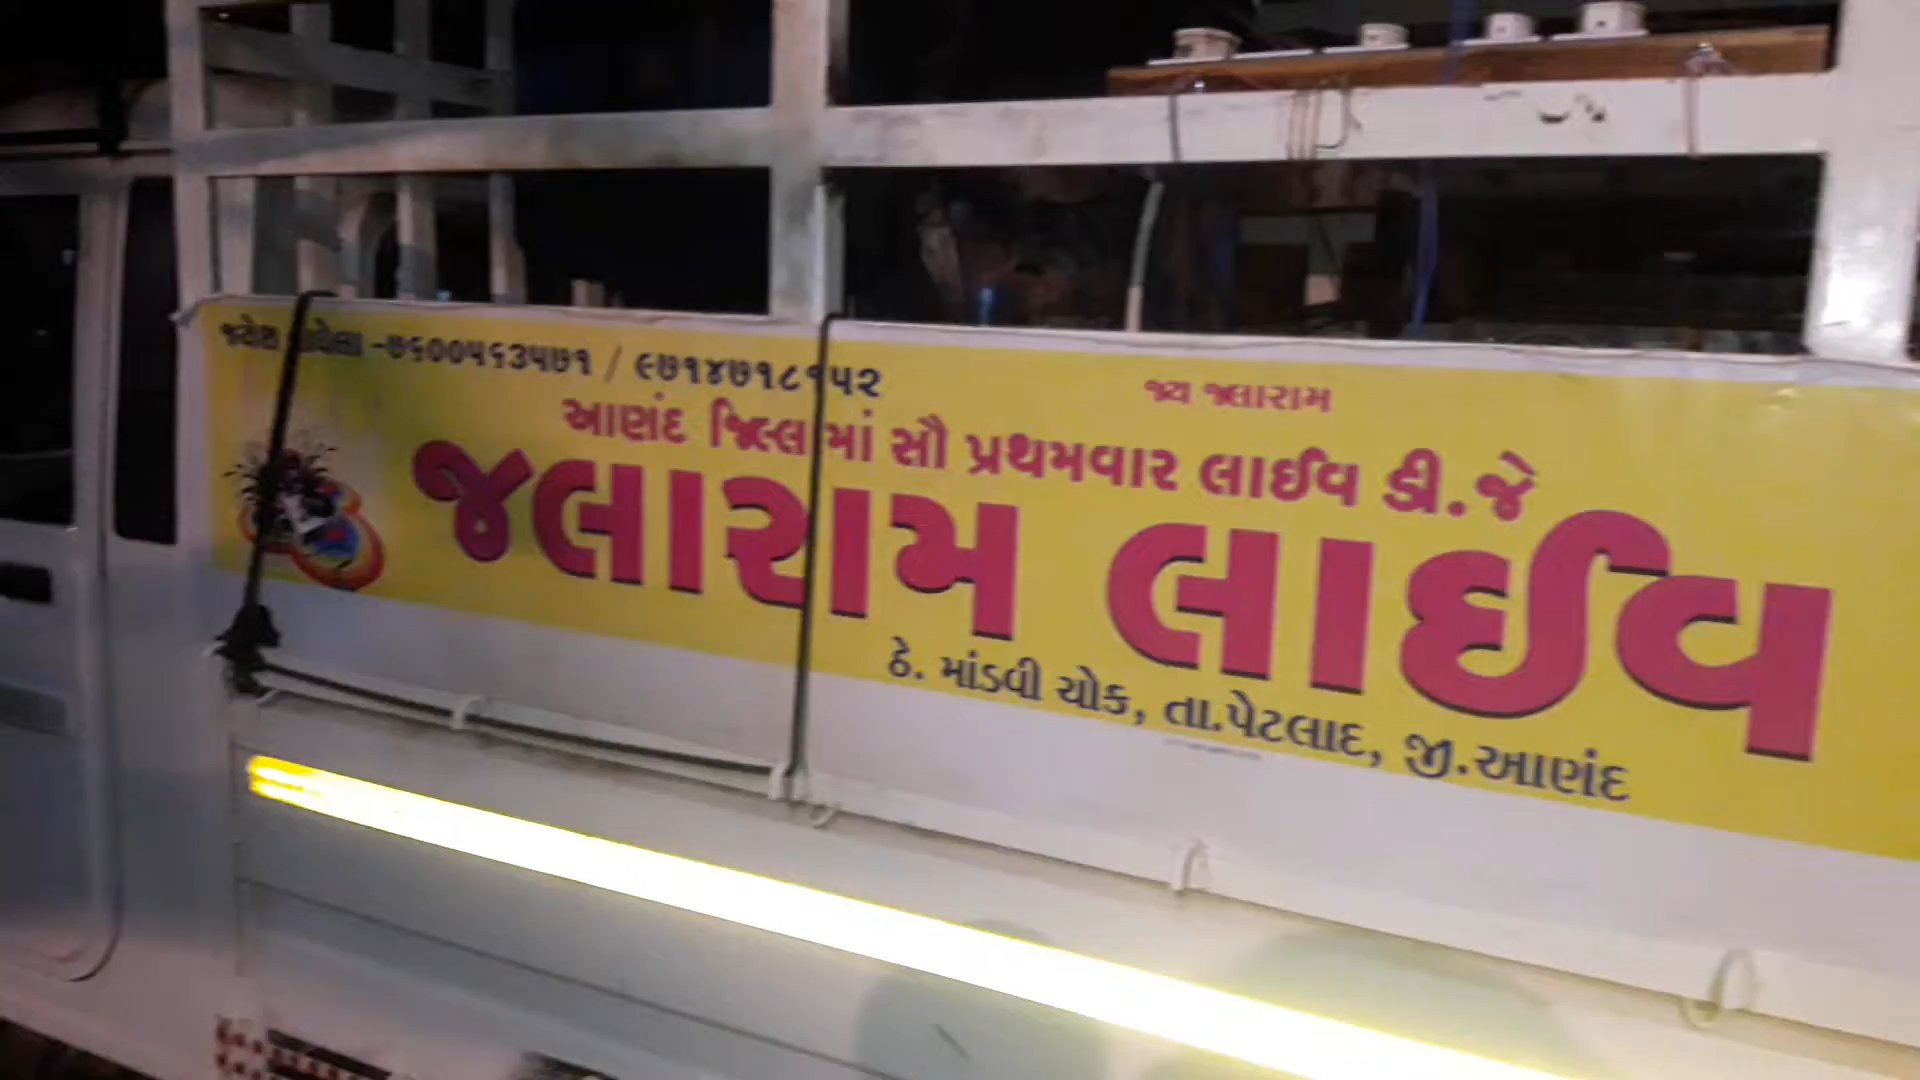 -૭૬૦૦૫૬૩૫૭૧ / ૯૭૧૪૭૧૮૧૫૨
જય જલારામ
આણંદ જિલ્લામાં સૌ પ્રથમવાર લાઈવ ડી.જે
જલારામ લાઈવ
ઠે. માંડવી ચોક, તા.પેટલાદ, જી.આણંદ